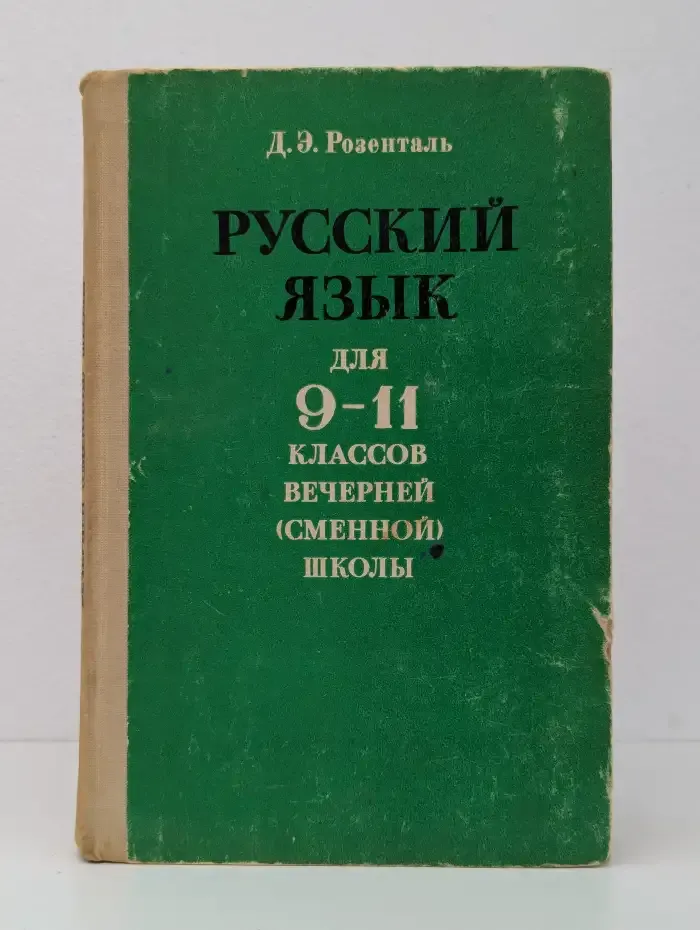 Д. Э. Розенталь
РУССКИЙ
ЯЗЫК
ДЛЯ
9-11
КЛАССОВ
ВЕЧЕРНЕЙ
(СМЕННОЙ)
ШКОЛЫ